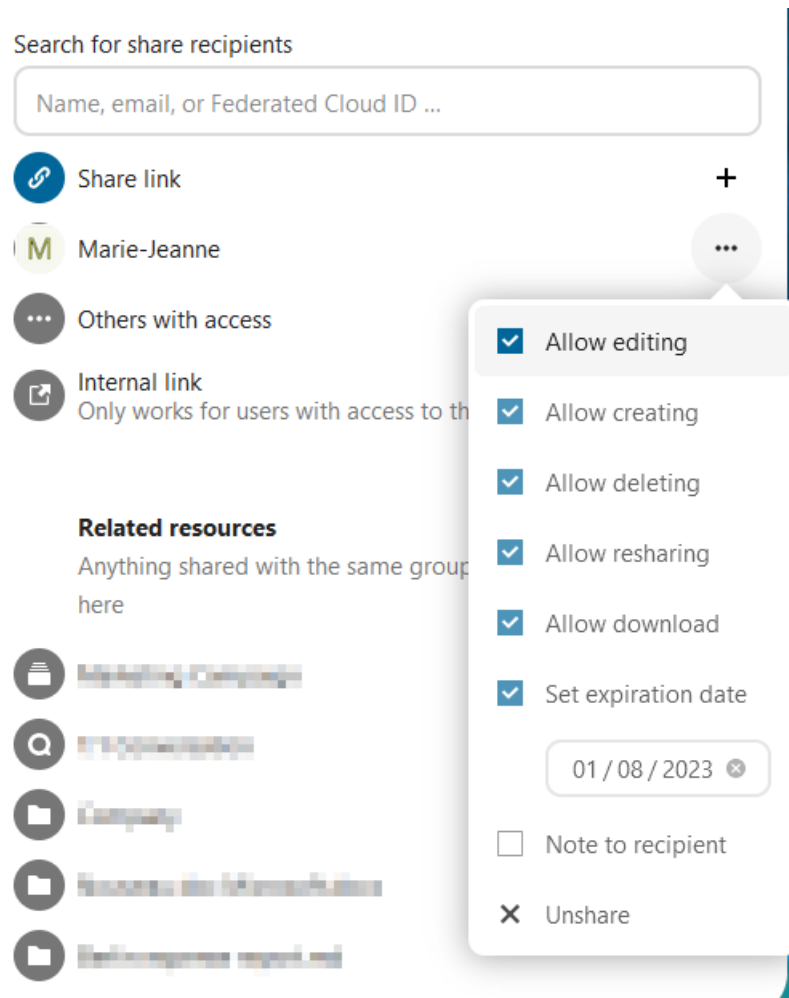 Search for share recipients
Name, email, or Federated Cloud ID ...
Share link
M Marie-Jeanne
Others with access
Internal link
Only works for users with access to th
Related resources
Anything shared with the same group
here
Allow editing
Allow creating
Allow deleting
Allow resharing
Allow download
Set expiration date
01 / 08 / 2023
Note to recipient
Unshare